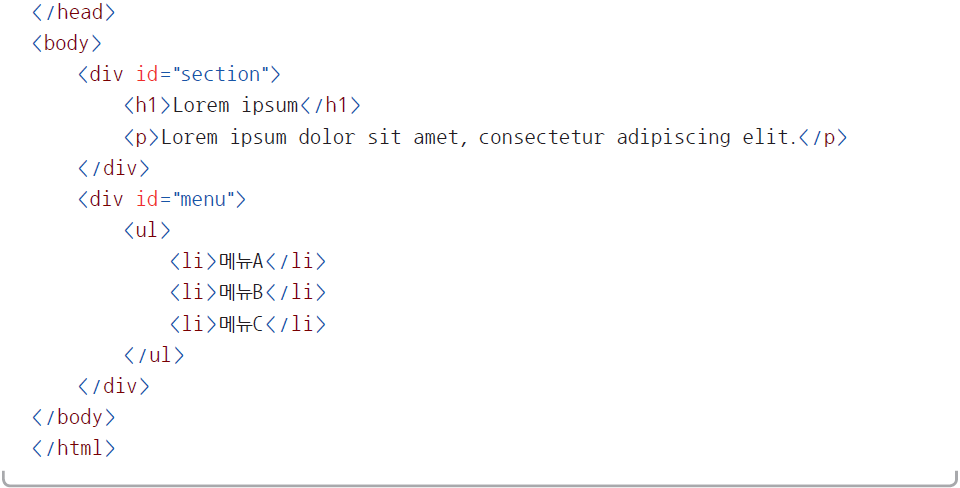 </head>
<body>
<div id="section">
<h1>Lorem ipsum</h1>
<p>Lorem ipsum dolor sit amet, consectetur adipiscing elit.</p>
</div>
<div id="menu">
<ul>
<li>메뉴A</li>
<li>메뉴B</li>
<li>메뉴C</li>
</ul>
</div>
</body>
</html>